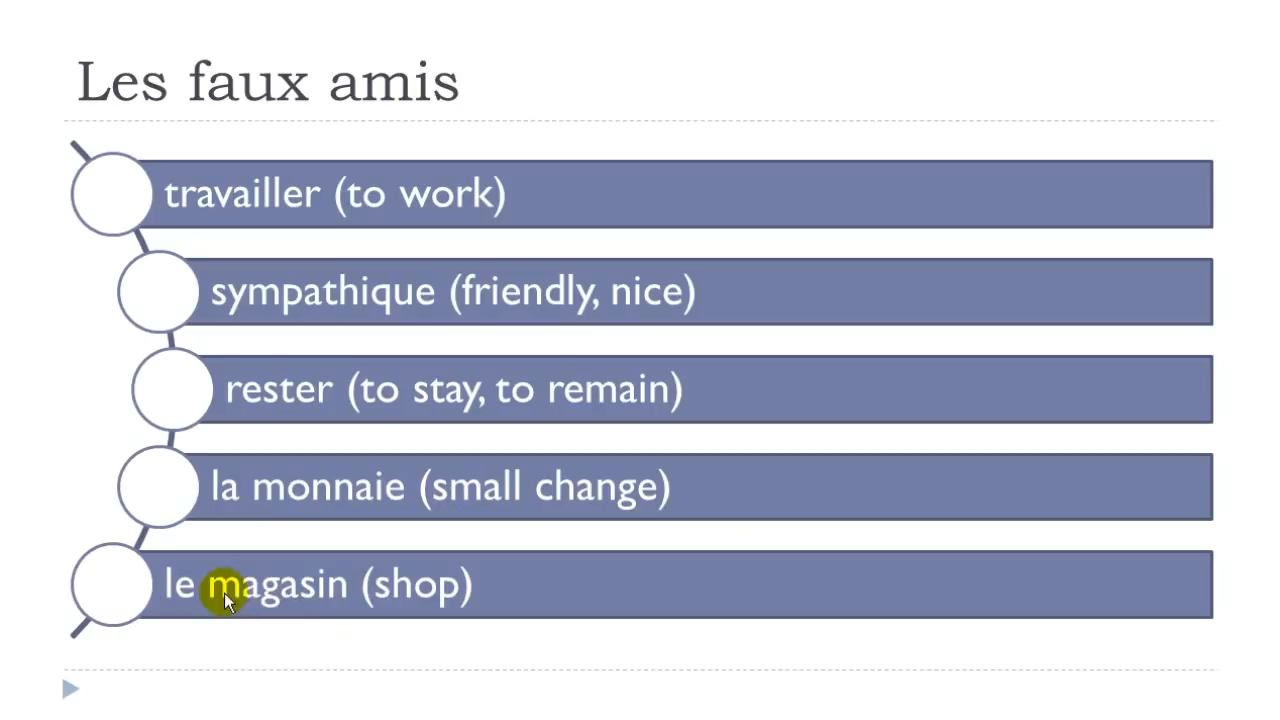 Les faux amis
travailler (to work)
sympathique (friendly, nice)
rester (to stay, to remain)
la monnaie (small change)
le magasin (shop)